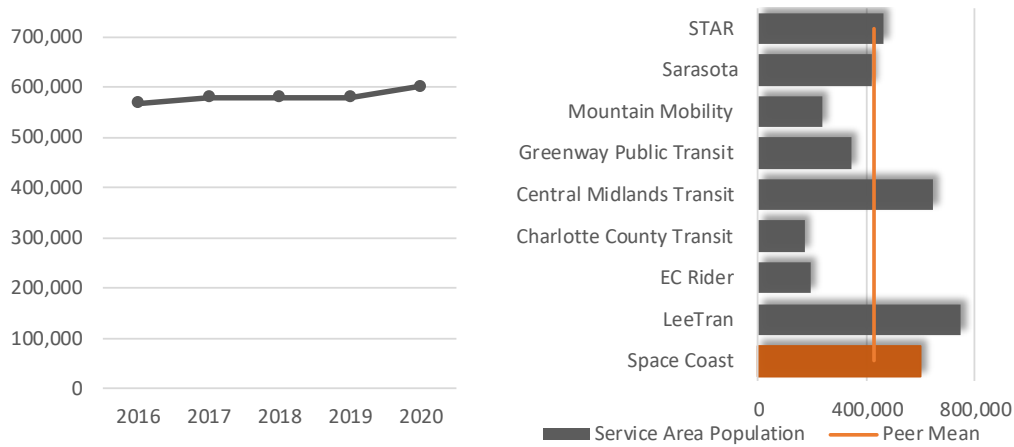 700,000
600,000
500,000
400,000
300,000
200,000
100,000
0
2016 2017 2018 2019 2020
STAR
Sarasota
Mountain Mobility
Greenway Public Transit
Central Midlands Transit
Charlotte County Transit
EC Rider
LeeTran
Space Coast
0 400,000 800,000
Service Area Population Peer Mean